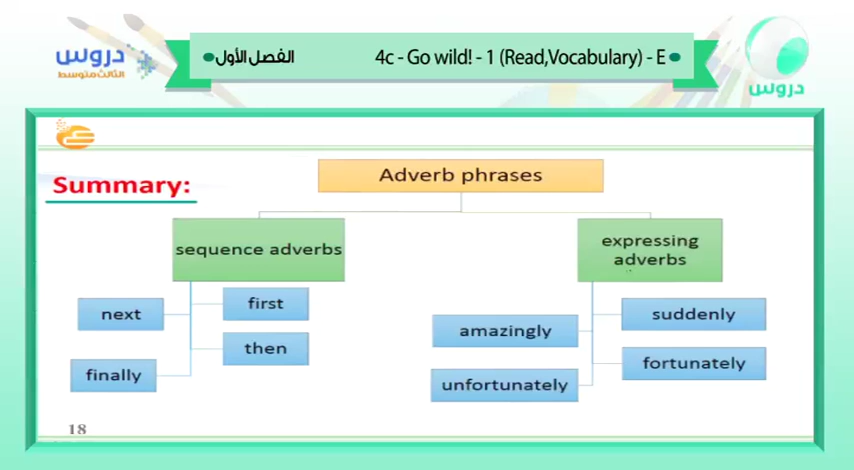 دروس
الثالث متوسط
الفصل الأول
4c - Go wild! - 1 (Read,Vocabulary) - E
دروس
Summary:
Adverb phrases
sequence adverbs
expressing
adverbs
next
first
then
finally
amazingly
suddenly
fortunately
unfortunately
18